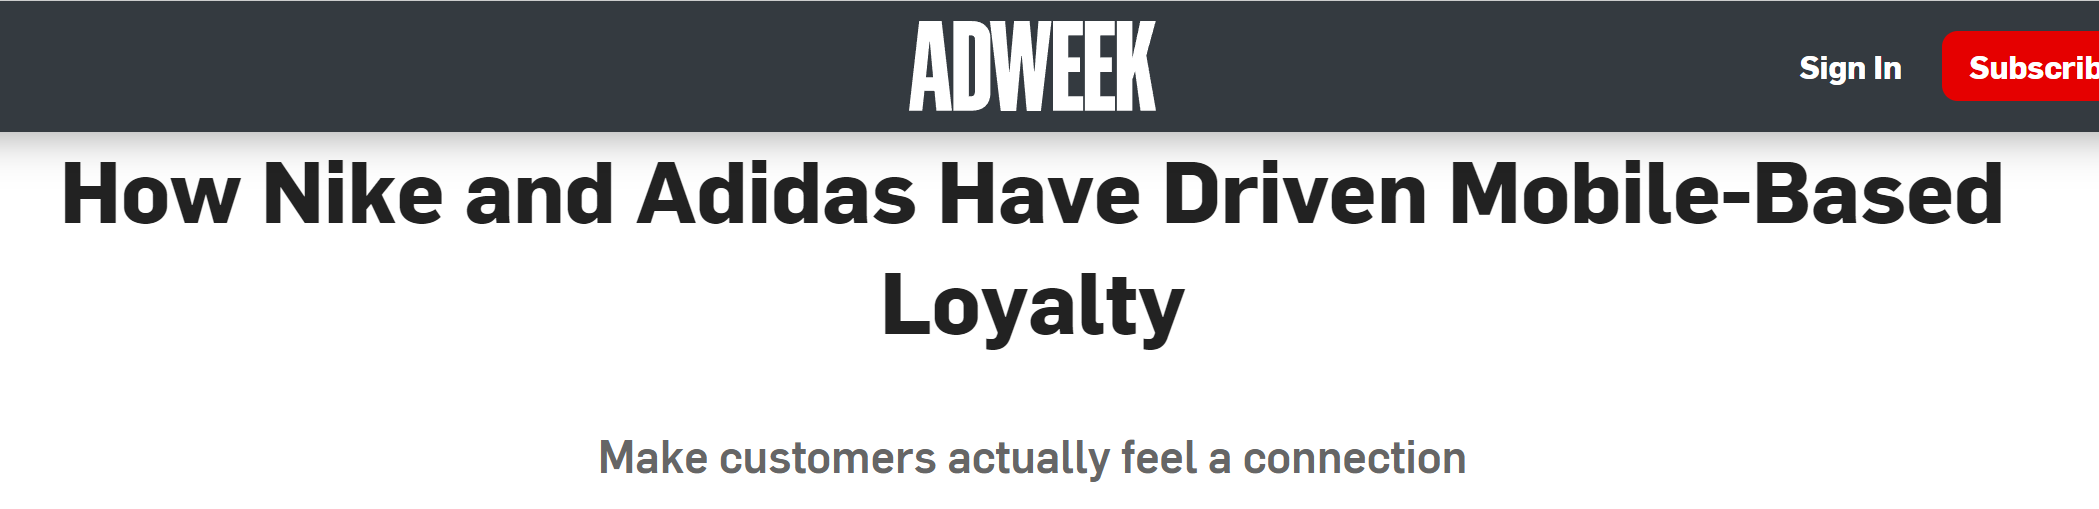 ADWEEK
Sign In
Subscrib
How Nike and Adidas Have Driven Mobile-Based
Loyalty
Make customers actually feel a connection